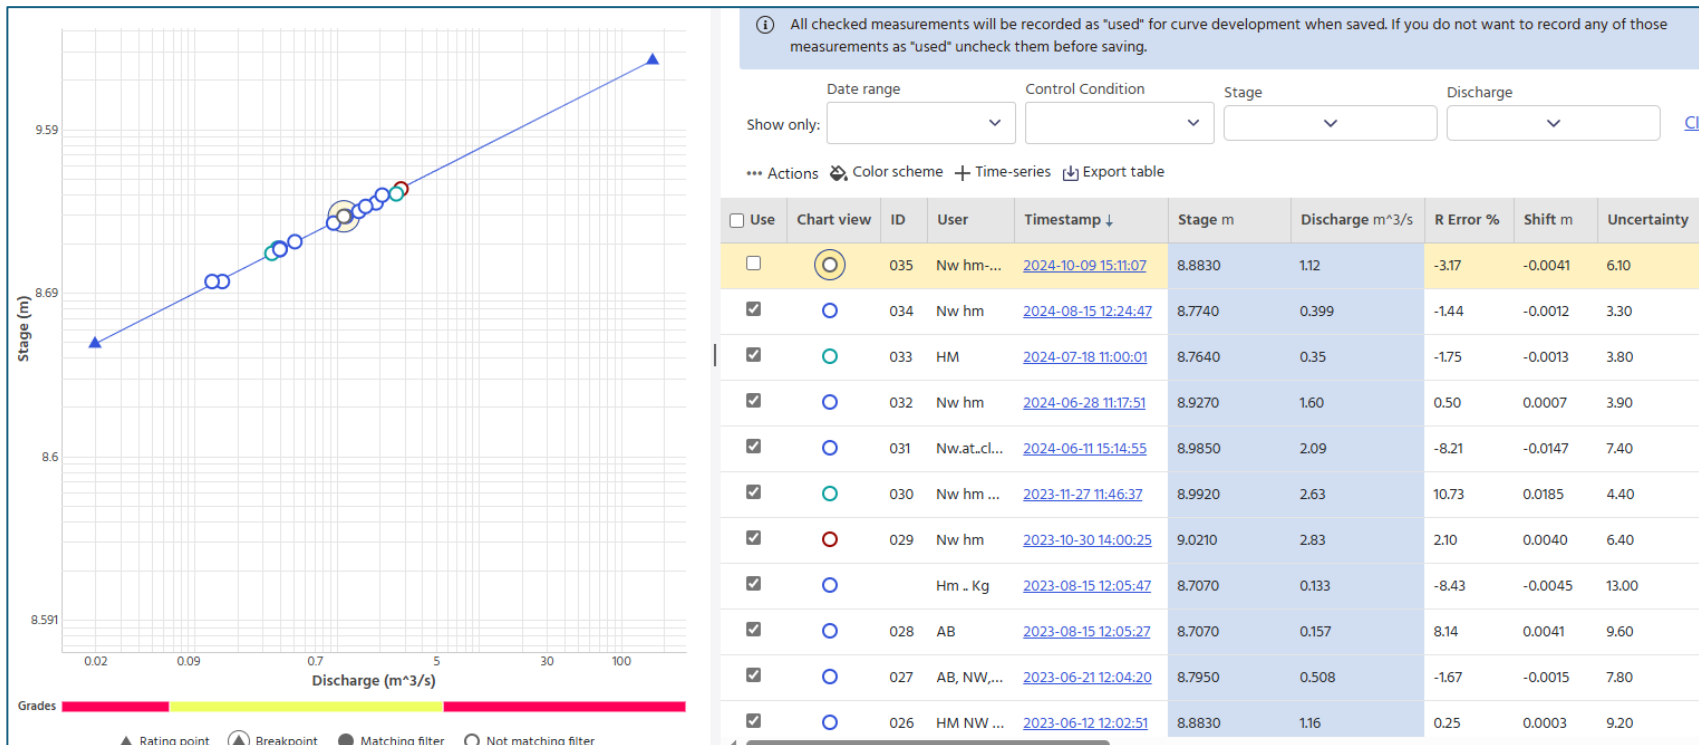 All checked measurements will be recorded as "used" for curve development when saved. If you do not want to record any of those
measurements as "used" uncheck them before saving.
Date range Control Condition Stage Discharge
Show only:
Actions Color scheme Time-series Export table
Use Chart view ID User Timestamp ↓ Stage m Discharge m^3/s R Error % Shift m Uncertainty
035 Nw hm-... 2024-10-09 15:11:07 8.8830 1.12 -3.17 -0.0041 6.10
034 Nw hm 2024-08-15 12:24:47 8.7740 0.399 -1.44 -0.0012 3.30
033 HM 2024-07-18 11:00:01 8.7640 0.35 -1.75 -0.0013 3.80
032 Nw hm 2024-06-28 11:17:51 8.9270 1.60 0.50 0.0007 3.90
031 Nw.at..cl... 2024-06-11 15:14:55 8.9850 2.09 -8.21 -0.0147 7.40
030 Nw hm ... 2023-11-27 11:46:37 8.9920 2.63 10.73 0.0185 4.40
029 Nw hm 2023-10-30 14:00:25 9.0210 2.83 2.10 0.0040 6.40
Hm .. Kg 2023-08-15 12:05:47 8.7070 0.133 -8.43 -0.0045 13.00
028 AB 2023-08-15 12:05:27 8.7070 0.157 8.14 0.0041 9.60
027 AB, NW,... 2023-06-21 12:04:20 8.7950 0.508 -1.67 -0.0015 7.80
026 HM NW ... 2023-06-12 12:02:51 8.8830 1.16 0.25 0.0003 9.20
Stage (m)
9.59
8.69
8.6
8.591
0.02 0.09 0.7 5 30 100
Discharge (m^3/s)
Grades
Rating point Breakpoint Matching filter Not matching filter